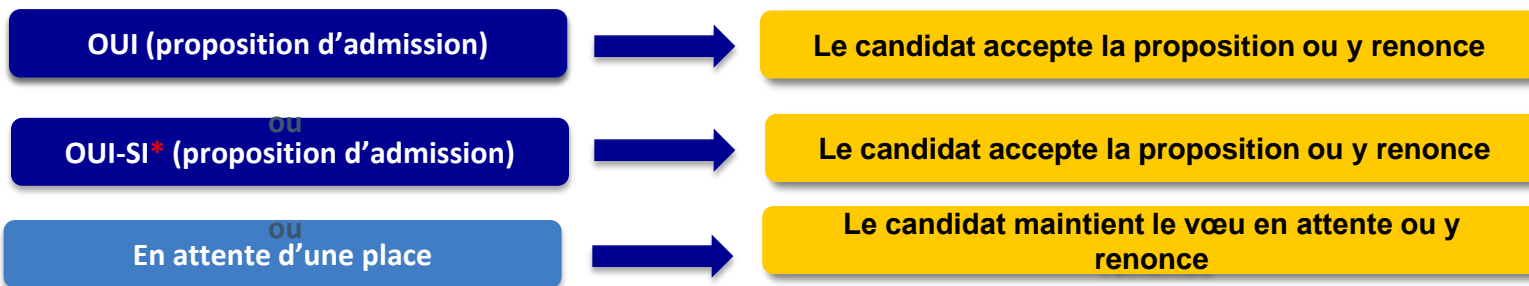 OUI (proposition d’admission)
Le candidat accepte la proposition ou y renonce
ou
OUI-SI* (proposition d’admission)
Le candidat accepte la proposition ou y renonce
ou
En attente d’une place
Le candidat maintient le vœu en attente ou y
renonce